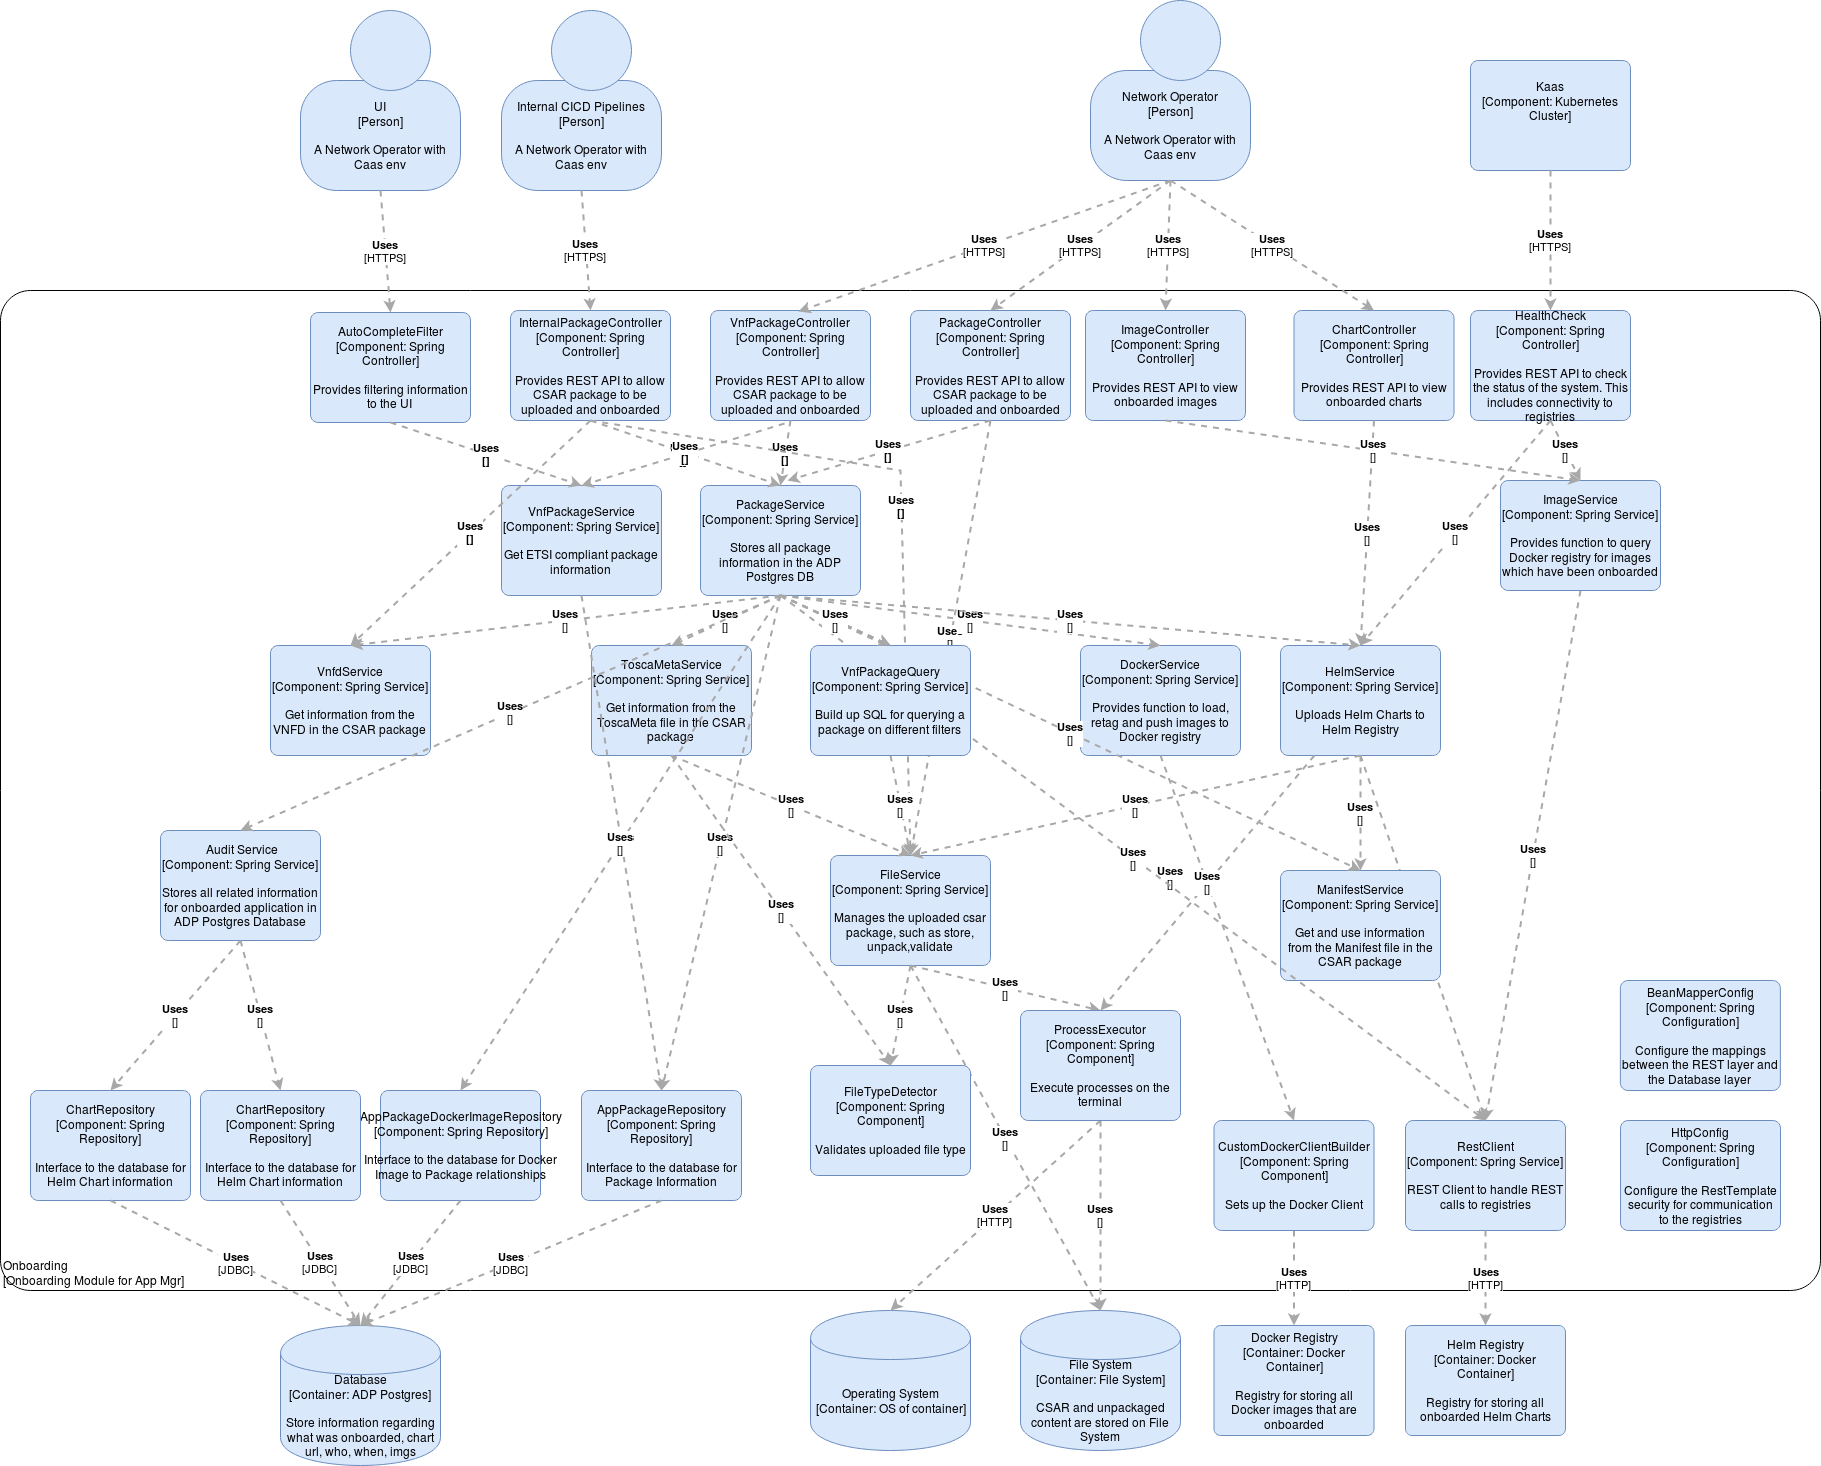 UI
[Person]
A Network Operator with
Caas env
Internal CICD Pipelines
[Person]
A Network Operator with
Caas env
Network Operator
[Person]
A Network Operator with
Caas env
Kaas
[Component: Kubernetes
Cluster]
Uses
[HTTPS]
Uses
[HTTPS]
Uses
[HTTPS]
Uses
[HTTPS]
Uses
[HTTPS]
Uses
[HTTPS]
Uses
[HTTPS]
AutoCompleteFilter
[Component: Spring
Controller]
Provides filtering information
to the UI
InternalPackageController
[Component: Spring
Controller]
Provides REST API to allow
CSAR package to be
uploaded and onboarded
VnfPackageController
[Component: Spring
Controller]
Provides REST API to allow
CSAR package to be
uploaded and onboarded
PackageController
[Component: Spring
Controller]
Provides REST API to allow
CSAR package to be
uploaded and onboarded
ImageController
[Component: Spring
Controller]
Provides REST API to view
onboarded images
ChartController
[Component: Spring
Controller]
Provides REST API to view
onboarded charts
HealthCheck
[Component: Spring
Controller]
Provides REST API to check
the status of the system. This
includes connectivity to
registries
Uses
[]
Uses
[]
Uses
[]
Uses
[]
Uses
[]
Uses
[]
Uses
[]
Uses
[]
Uses
[]
Uses
[]
VnfPackageService
[Component: Spring Service]
Get ETSI compliant package
information
PackageService
[Component: Spring Service]
Stores all package
information in the ADP
Postgres DB
ImageService
[Component: Spring Service]
Provides function to query
Docker registry for images
which have been onboarded
Uses
[]
Uses
[]
Uses
[]
Uses
[]
Uses
[]
Uses
[]
VnfdService
[Component: Spring Service]
Get information from the
VNFD in the CSAR package
ToscaMetaService
[Component: Spring Service]
Get information from the
ToscaMeta file in the CSAR
package
VnfPackageQuery
[Component: Spring Service]
Build up SQL for querying a
package on different filters
DockerService
[Component: Spring Service]
Provides function to load,
retag and push images to
Docker registry
HelmService
[Component: Spring Service]
Uploads Helm Charts to
Helm Registry
Uses
[]
Uses
[]
Uses
[]
Uses
[]
Uses
[]
Uses
[]
Uses
[]
Uses
[]
Uses
[]
Uses
[]
Uses
[]
Uses
[]
Uses
[]
Audit Service
[Component: Spring Service]
Stores all related information
for onboarded application in
ADP Postgres Database
FileService
[Component: Spring Service]
Manages the uploaded csar
package, such as store,
unpack,validate
ManifestService
[Component: Spring Service]
Get and use information
from the Manifest file in the
CSAR package
Uses
[]
Uses
[]
Uses
[]
Uses
[]
BeanMapperConfig
[Component: Spring
Configuration]
Configure the mappings
between the REST layer and
the Database layer
ProcessExecutor
[Component: Spring
Component]
Execute processes on the
terminal
FileTypeDetector
[Component: Spring
Component]
Validates uploaded file type
Uses
[]
ChartRepository
[Component: Spring
Repository]
Interface to the database for
Helm Chart information
ChartRepository
[Component: Spring
Repository]
Interface to the database for
Helm Chart information
AppPackageDockerImageRepository
[Component: Spring Repository]
Interface to the database for Docker
Image to Package relationships
AppPackageRepository
[Component: Spring
Repository]
Interface to the database for
Package Information
CustomDockerClientBuilder
[Component: Spring
Component]
Sets up the Docker Client
RestClient
[Component: Spring Service]
REST Client to handle REST
calls to registries
HttpConfig
[Component: Spring
Configuration]
Configure the RestTemplate
security for communication
to the registries
Uses
[HTTP]
Uses
[]
Uses
[JDBC]
Uses
[JDBC]
Uses
[JDBC]
Uses
[JDBC]
Uses
[HTTP]
Uses
[HTTP]
Onboarding
[Onboarding Module for App Mgr]
Database
[Container: ADP Postgres]
Store information regarding
what was onboarded, chart
url, who, when, imgs
Operating System
[Container: OS of container]
File System
[Container: File System]
CSAR and unpackaged
content are stored on File
System
Docker Registry
[Container: Docker
Container]
Registry for storing all
Docker images that are
onboarded
Helm Registry
[Container: Docker
Container]
Registry for storing all
onboarded Helm Charts